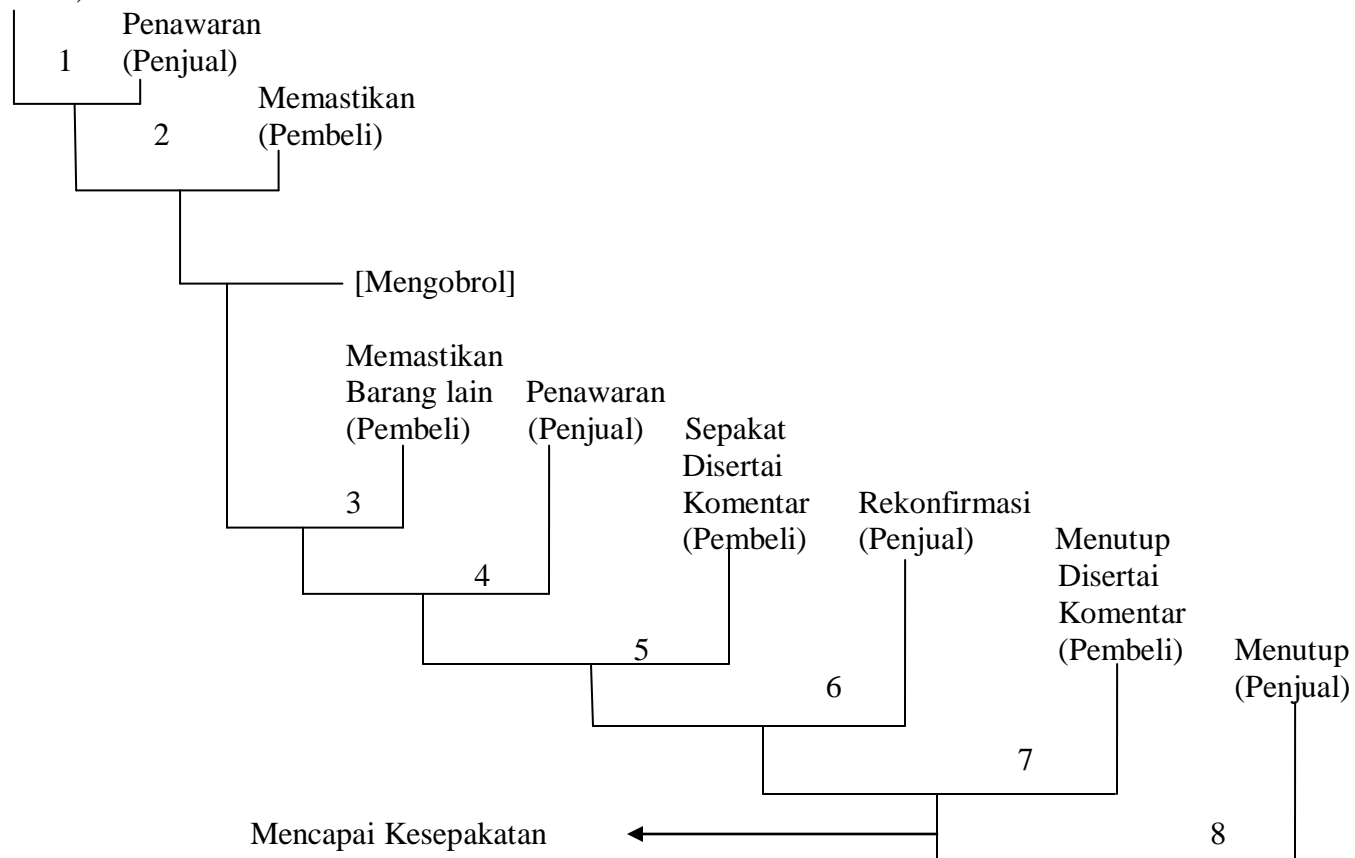 Penawaran
1 (Penjual)
Memastikan
2 (Pembeli)
[Mengobrol]
Memastikan
Barang lain
(Pembeli)
3
Penawaran
(Penjual)
4
Sepakat
Disertai
Komentar
(Pembeli)
5
Rekonfirmasi
(Penjual)
6
Menutup
Disertai
Komentar
(Pembeli)
7
Menutup
(Penjual)
Mencapai Kesepakatan
8